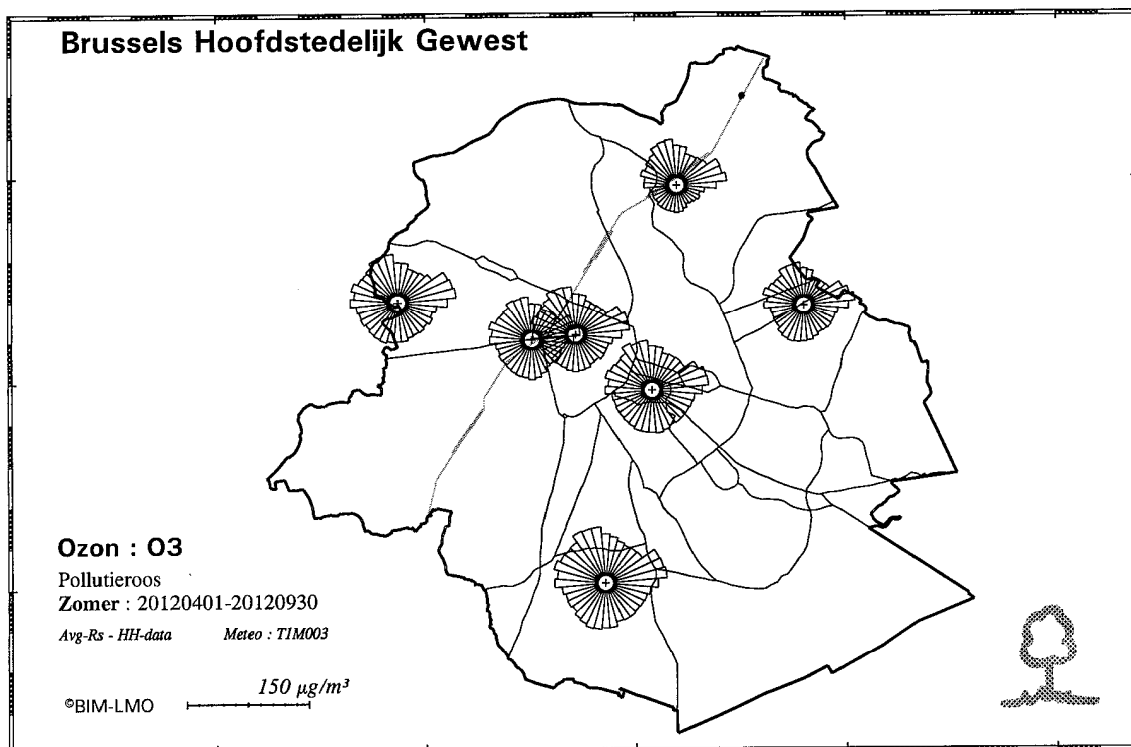 Brussels Hoofdstedelijk Gewest
Ozon : O3
Pollutieroos
Zomer : 20120401-20120930
Avg-Rs - HH-data Meteo : T1M003
150 µg/m³
©BIM-LMO